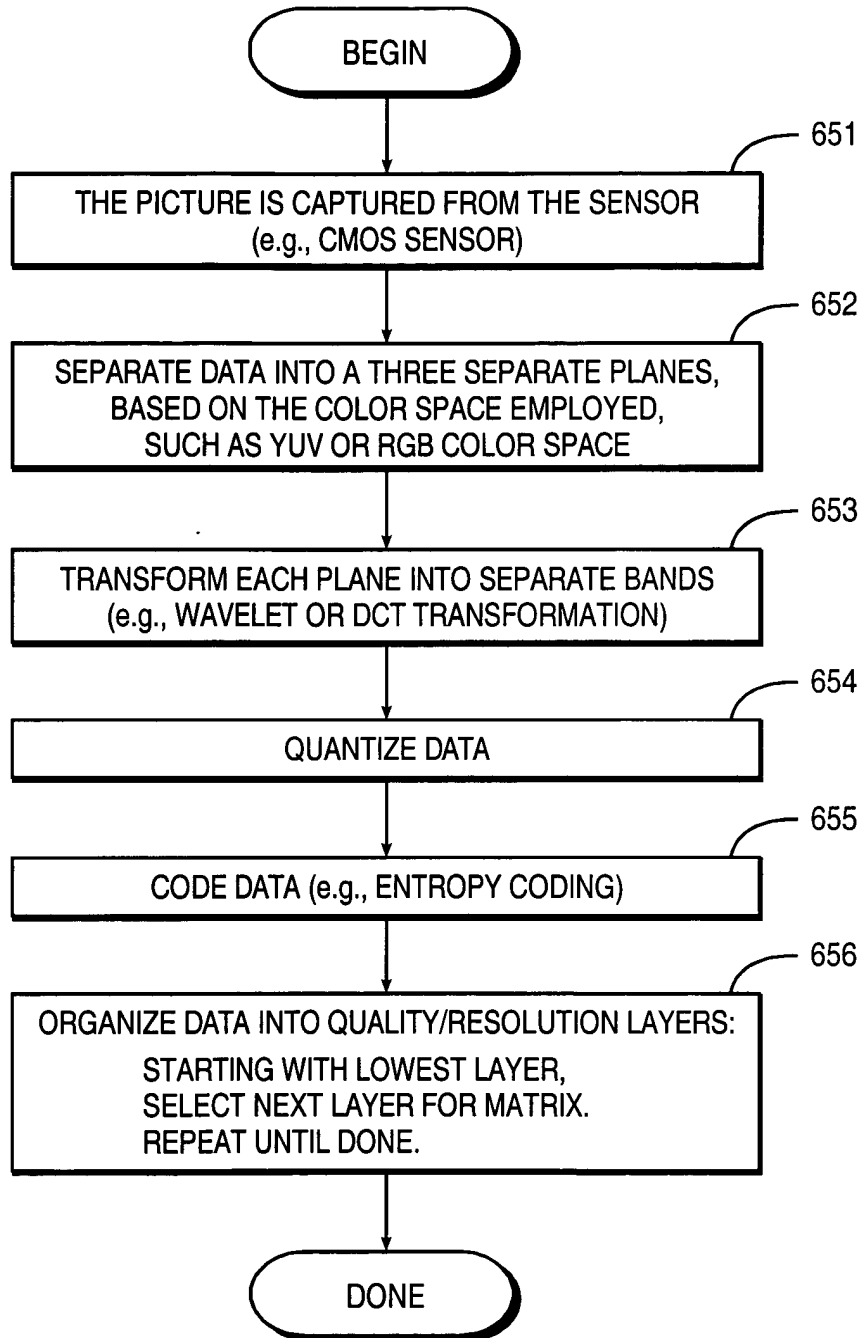 BEGIN
651
THE PICTURE IS CAPTURED FROM THE SENSOR
(e.g., CMOS SENSOR)
652
SEPARATE DATA INTO A THREE SEPARATE PLANES,
BASED ON THE COLOR SPACE EMPLOYED,
SUCH AS YUV OR RGB COLOR SPACE
653
TRANSFORM EACH PLANE INTO SEPARATE BANDS
(e.g., WAVELET OR DCT TRANSFORMATION)
654
QUANTIZE DATA
655
CODE DATA (e.g., ENTROPY CODING)
656
ORGANIZE DATA INTO QUALITY/RESOLUTION LAYERS:
STARTING WITH LOWEST LAYER,
SELECT NEXT LAYER FOR MATRIX.
REPEAT UNTIL DONE.
DONE